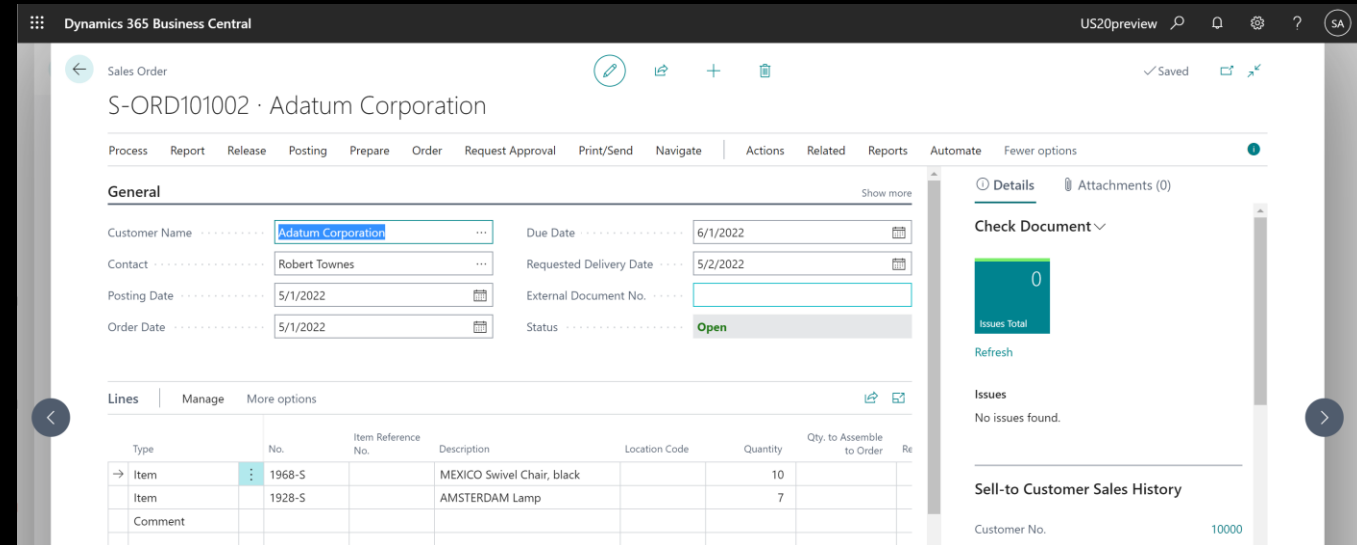 Dynamics 365 Business Central
US20preview
?
SA
Sales Order
Saved
S-ORD101002 · Adatum Corporation
Process Report Release Posting Prepare Order Request Approval Print/Send Navigate Actions Related Reports Automate Fewer options
General
Show more
Customer Name Adatum Corporation
Contact Robert Townes
Posting Date 5/1/2022
Order Date 5/1/2022
Due Date 6/1/2022
Requested Delivery Date 5/2/2022
External Document No.
Status Open
Lines Manage More options
Type No. Item Reference No. Description Location Code Quantity Qty. to Assemble to Order Re
Item 1968-S MEXICO Swivel Chair, black 10
Item 1928-S AMSTERDAM Lamp 7
Comment
Details Attachments (0)
Check Document
0
Issues Total
Refresh
Issues
No issues found.
Sell-to Customer Sales History
Customer No. 10000